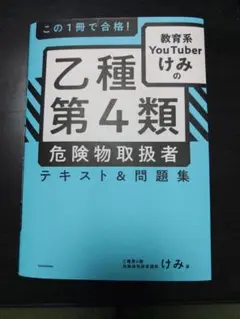 この1冊で合格!
教育系
YouTuber
けみの
乙種
第4類
危険物取扱者
テキスト&問題集
けみ 著